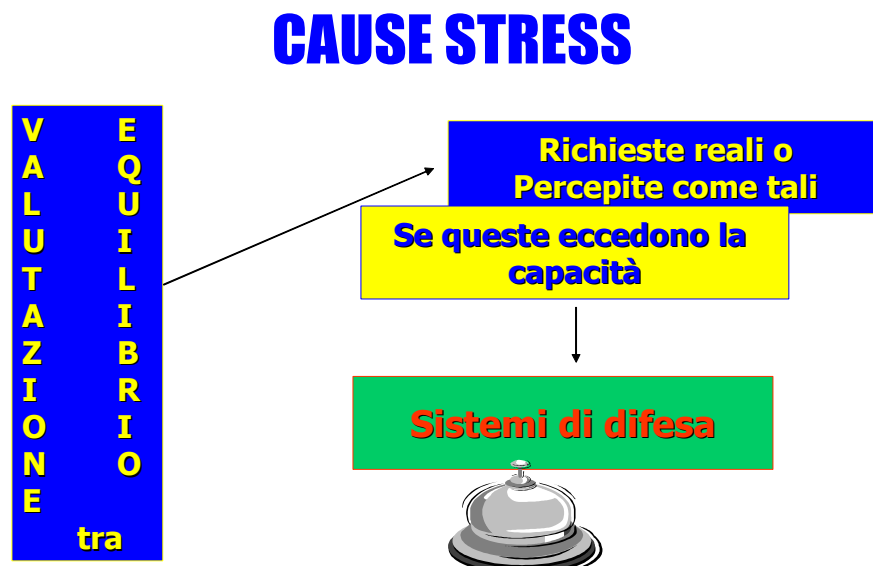 CAUSE STRESS
VALUTAZIONE
EQUILIBRIO
tra
Richieste reali o
Percepite come tali
Se queste eccedono la
capacità
Sistemi di difesa